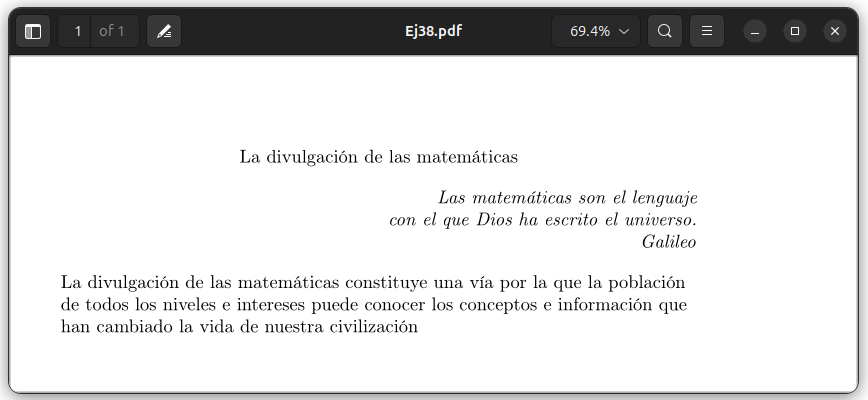 1 of 1
Ej38.pdf
69.4%
La divulgación de las matemáticas
Las matemáticas son el lenguaje
con el que Dios ha escrito el universo.
Galileo
La divulgación de las matemáticas constituye una vía por la que la población
de todos los niveles e intereses puede conocer los conceptos e información que
han cambiado la vida de nuestra civilización